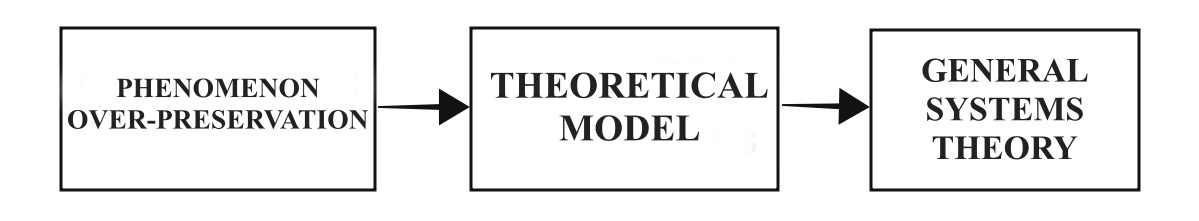 PHENOMENON
OVER-PRESERVATION
THEORETICAL
MODEL
GENERAL
SYSTEMS
THEORY